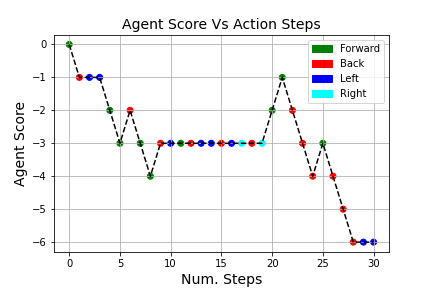 Agent Score Vs Action Steps
Agent Score
0
−1
−2
−3
−4
−5
−6
Forward
Back
Left
Right
0 5 10 15 20 25 30
Num. Steps